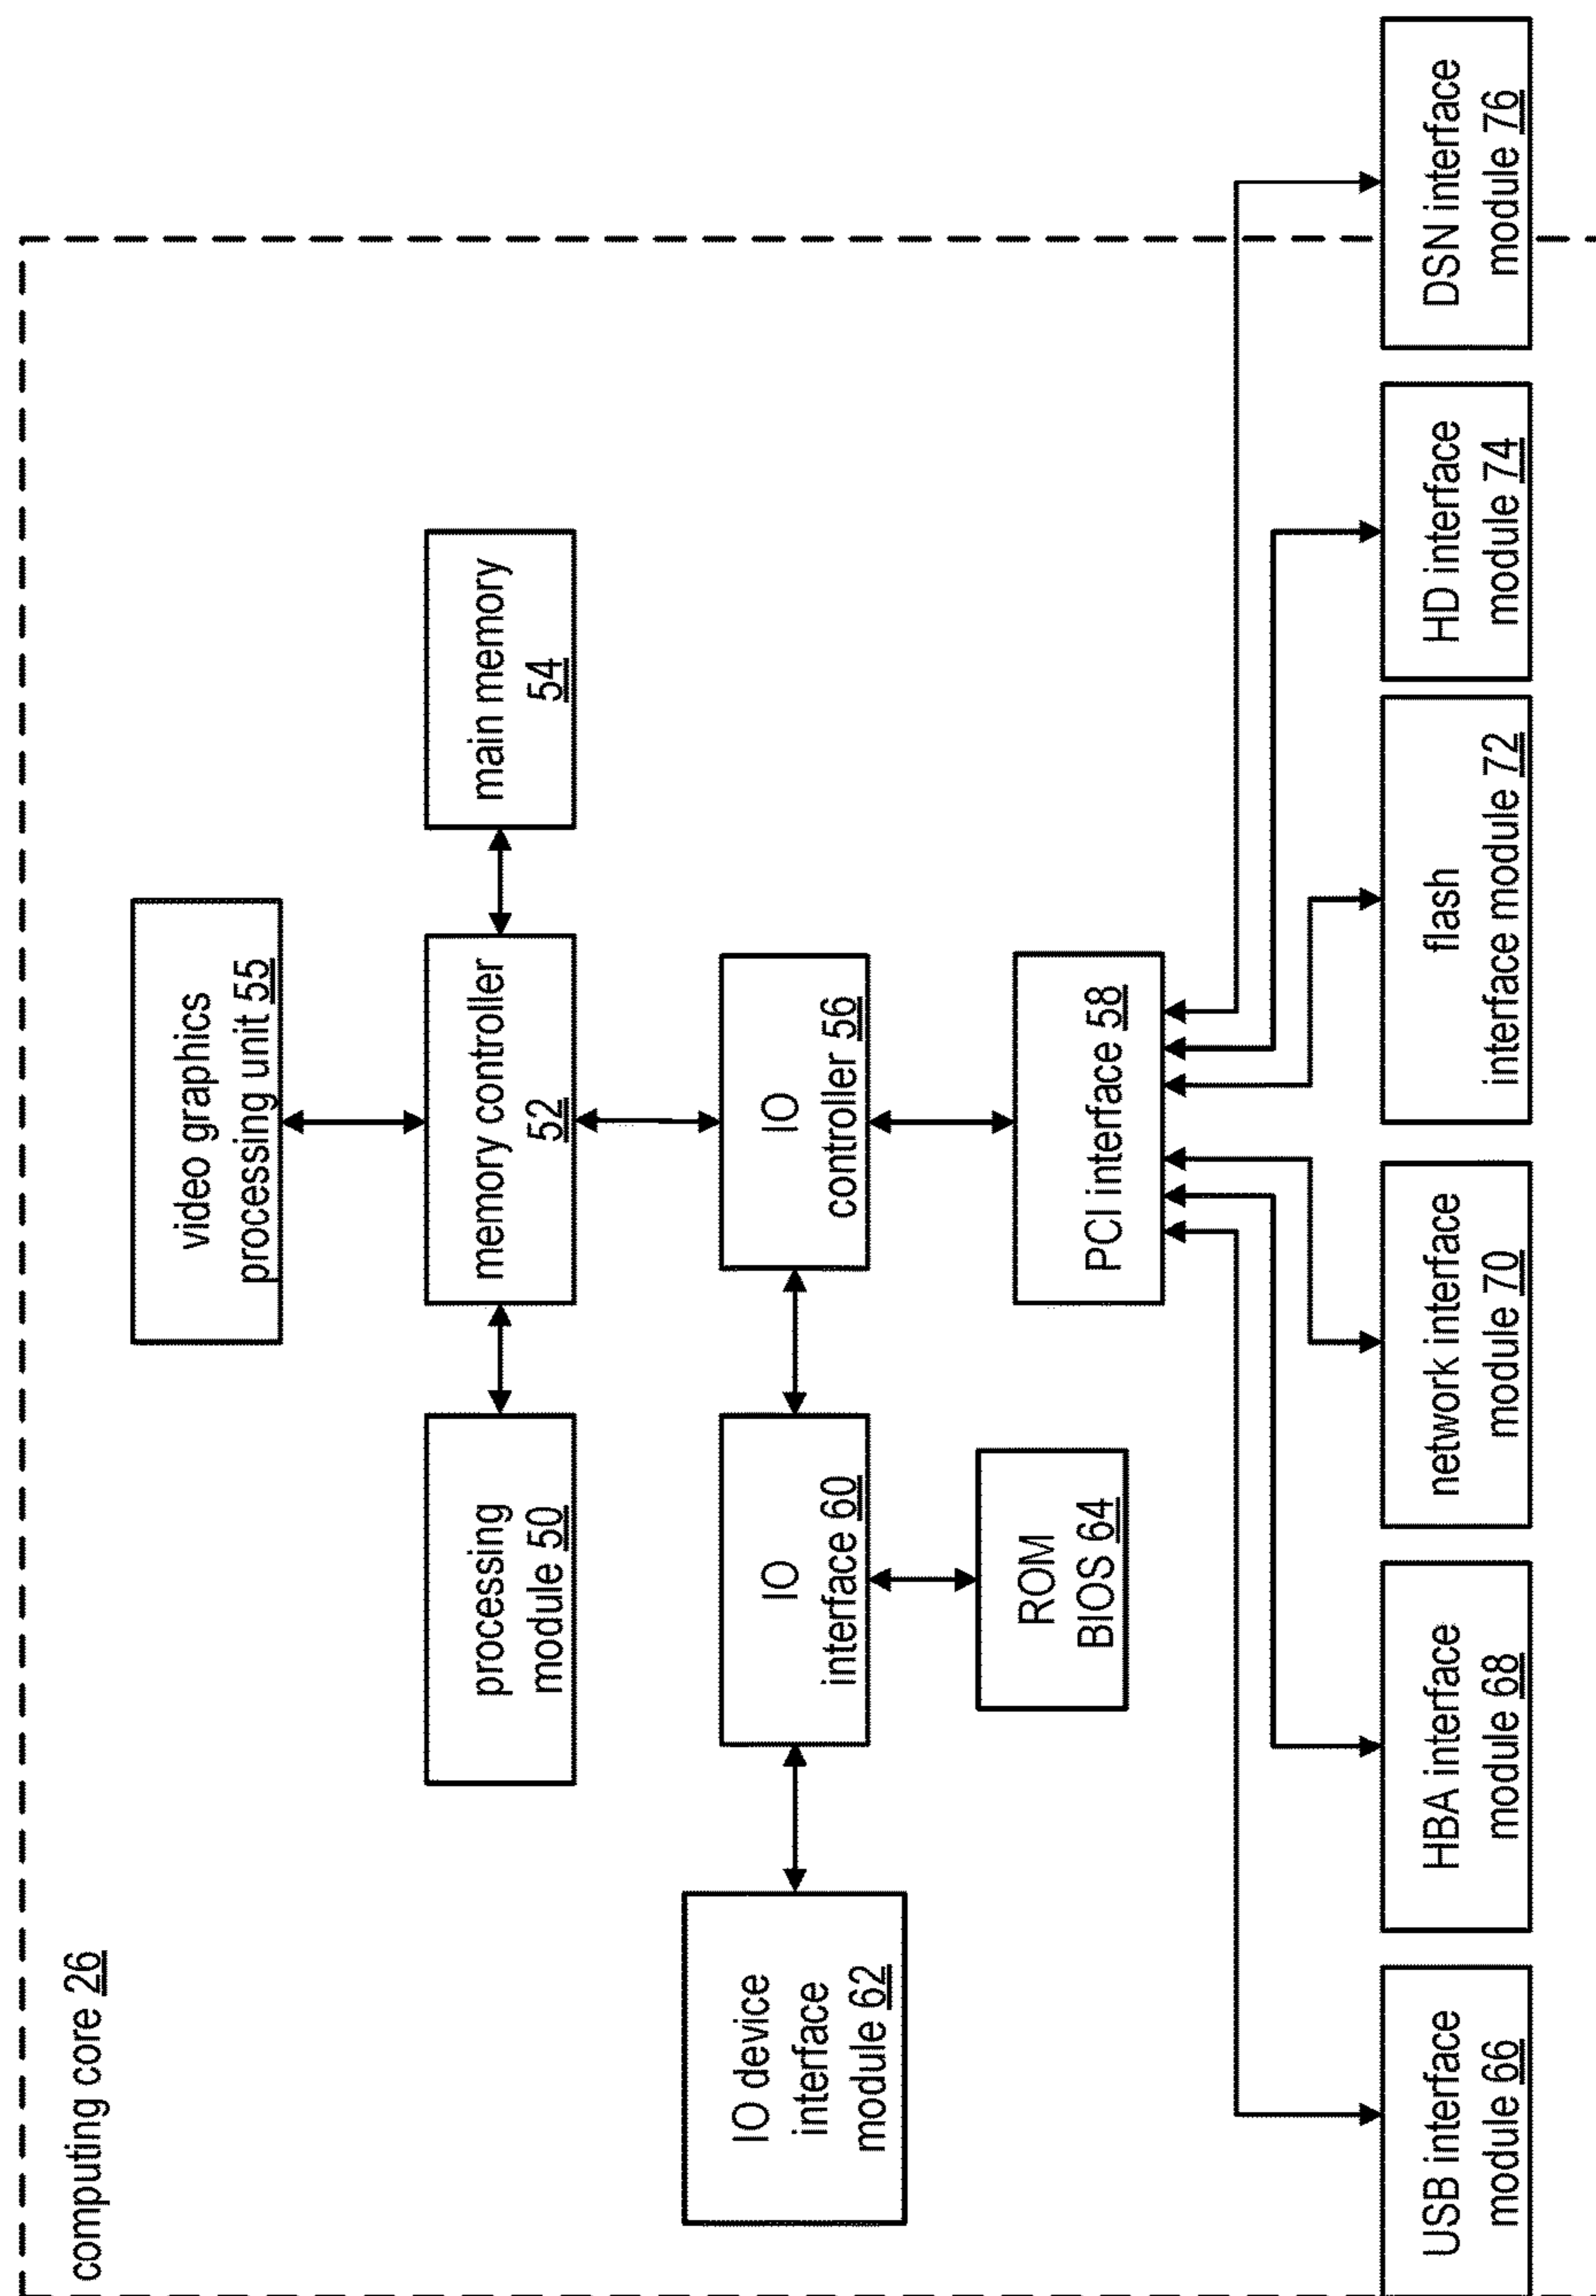 computing core 26
video graphics
processing unit 55
processing
module 50
memory controller
52
main memory
54
IO device
interface
module 62
IO
interface 60
IO
controller 56
ROM
BIOS 64
PCI interface 58
USB interface
module 66
HBA interface
module 68
network interface
module 70
flash
interface module 72
HD interface
module 74
DSN interface
module 76